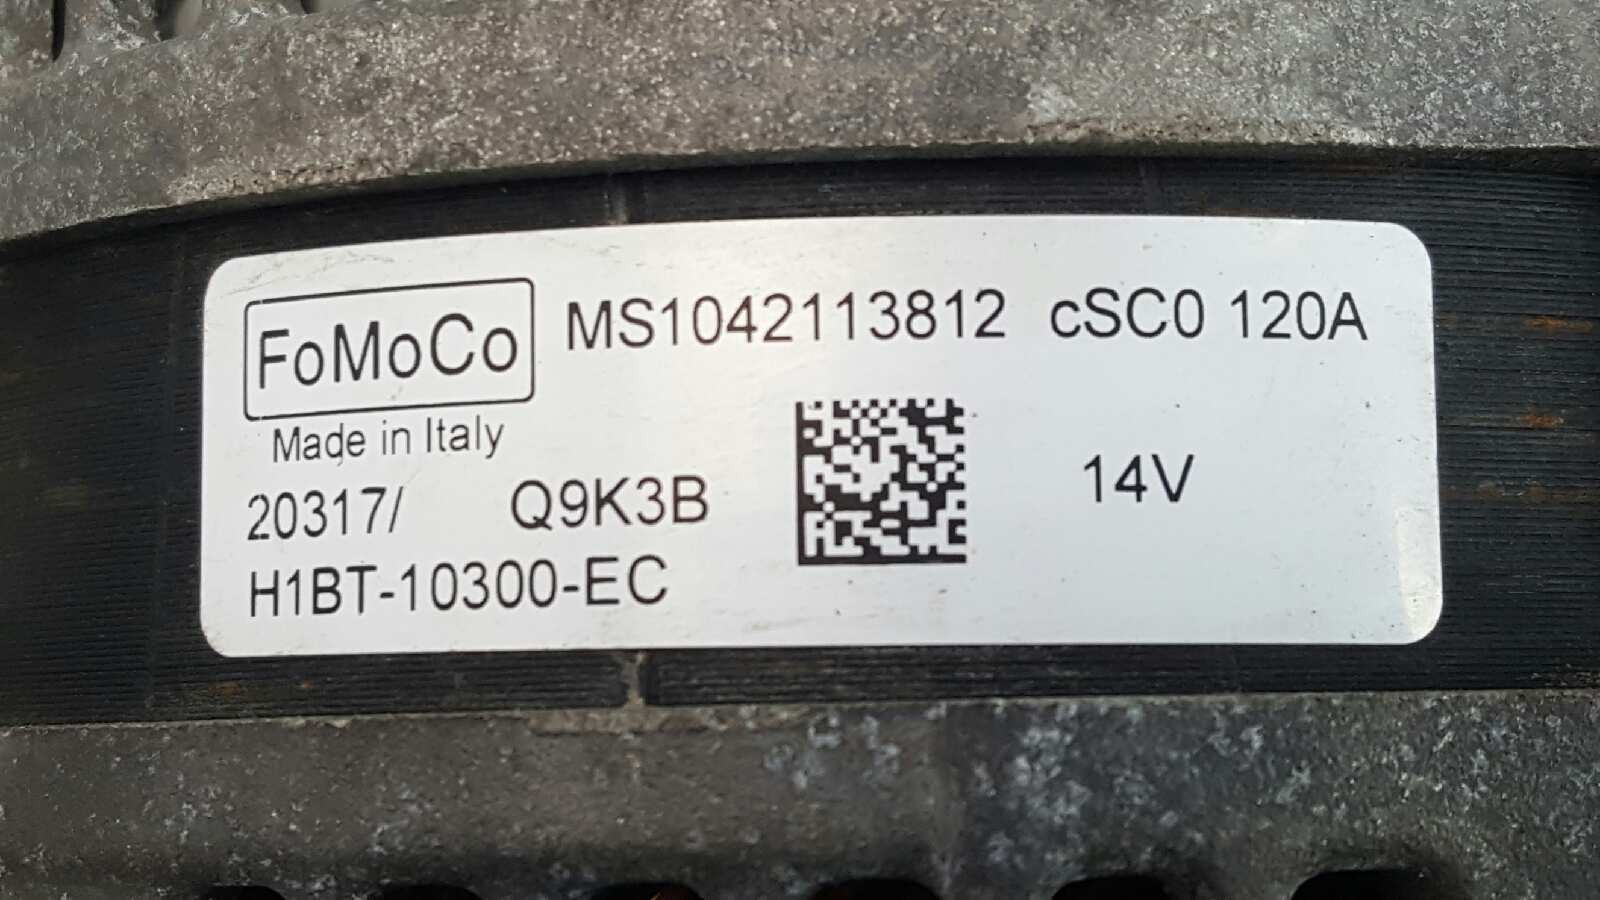 FoMoCo MS1042113812 cSC0 120A
Made in Italy
20317/ Q9K3B 14V
H1BT-10300-EC